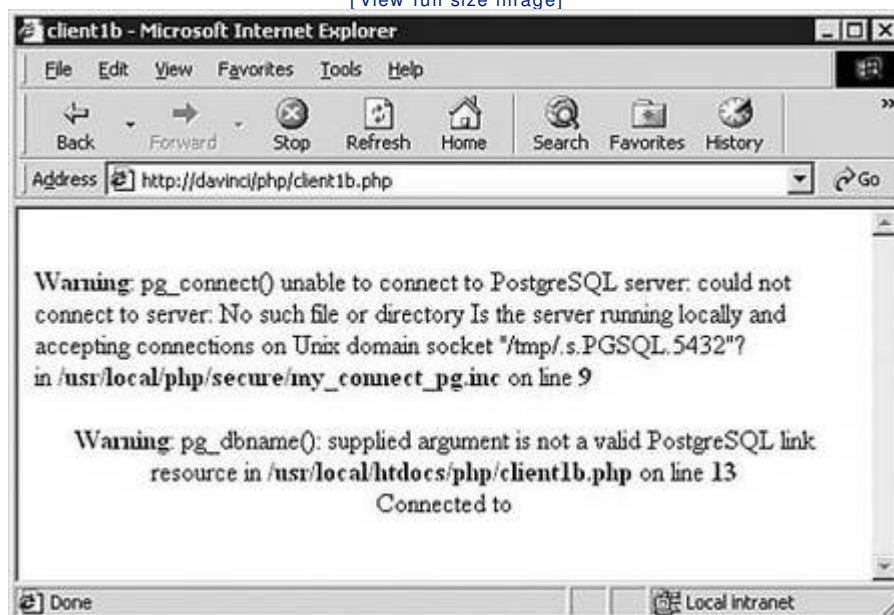 [View full size image]
client1b - Microsoft Internet Explorer
File Edit View Favorites Tools Help
Back Forward Stop Refresh Home Search Favorites History »
Address http://davinci/php/client1b.php Go
Warning: pg_connect() unable to connect to PostgreSQL server: could not
connect to server: No such file or directory Is the server running locally and
accepting connections on Unix domain socket "/tmp/.s.PGSQL.5432"?
in /usr/local/php/secure/my_connect_pg.inc on line 9
Warning: pg_dbname(): supplied argument is not a valid PostgreSQL link
resource in /usr/local/htdocs/php/client1b.php on line 13
Connected to
Done Local intranet